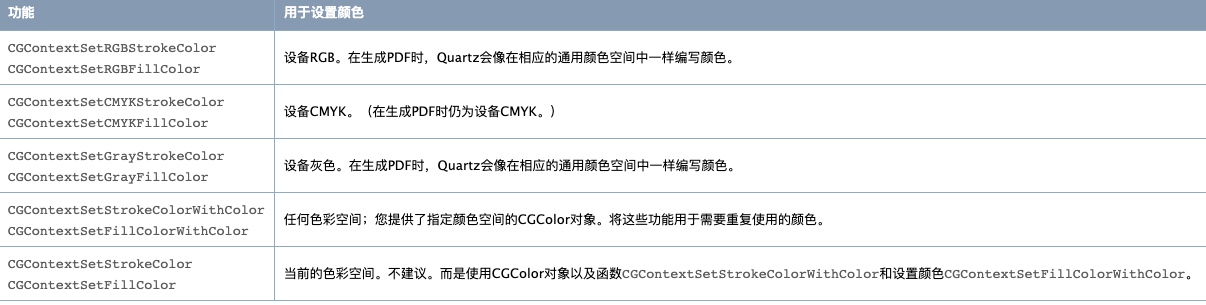 功能
用于设置颜色
CGContextSetRGBStrokeColor
CGContextSetRGBFillColor
设备RGB。在生成PDF时，Quartz会像在相应的通用颜色空间中一样编写颜色。
CGContextSetCMYKStrokeColor
CGContextSetCMYKFillColor
设备CMYK。（在生成PDF时仍为设备CMYK。）
CGContextSetGrayStrokeColor
CGContextSetGrayFillColor
设备灰色。在生成PDF时，Quartz会像在相应的通用颜色空间中一样编写颜色。
CGContextSetStrokeColorWithColor
CGContextSetFillColorWithColor
任何色彩空间；您提供了指定颜色空间的CGColor对象。将这些功能用于需要重复使用的颜色。
CGContextSetStrokeColor
CGContextSetFillColor
当前的色彩空间。不建议。而是使用CGColor对象以及函数CGContextSetStrokeColorWithColor和设置颜色CGContextSetFillColorWithColor。